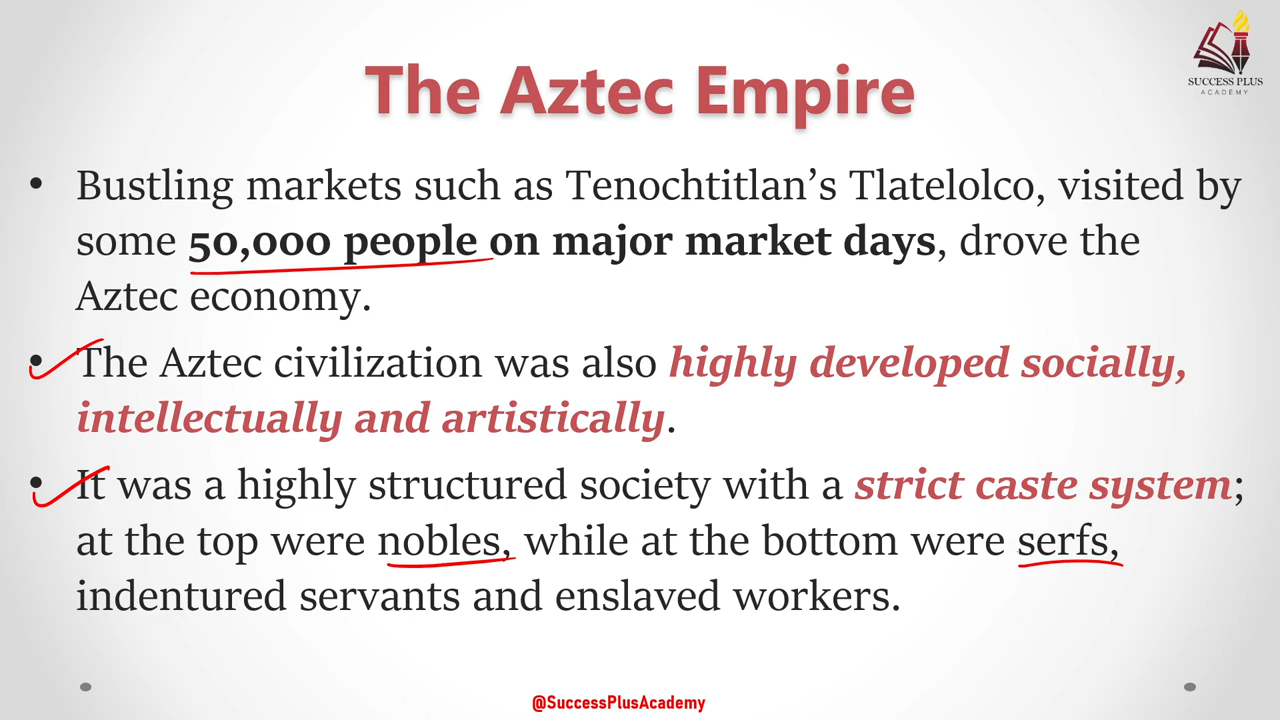 SUCCESS PLUS
ACADEMY
The Aztec Empire
• Bustling markets such as Tenochtitlan’s Tlatelolco, visited by
some 50,000 people on major market days, drove the
Aztec economy.
• The Aztec civilization was also highly developed socially,
intellectually and artistically.
• It was a highly structured society with a strict caste system;
at the top were nobles, while at the bottom were serfs,
indentured servants and enslaved workers.
@SuccessPlusAcademy